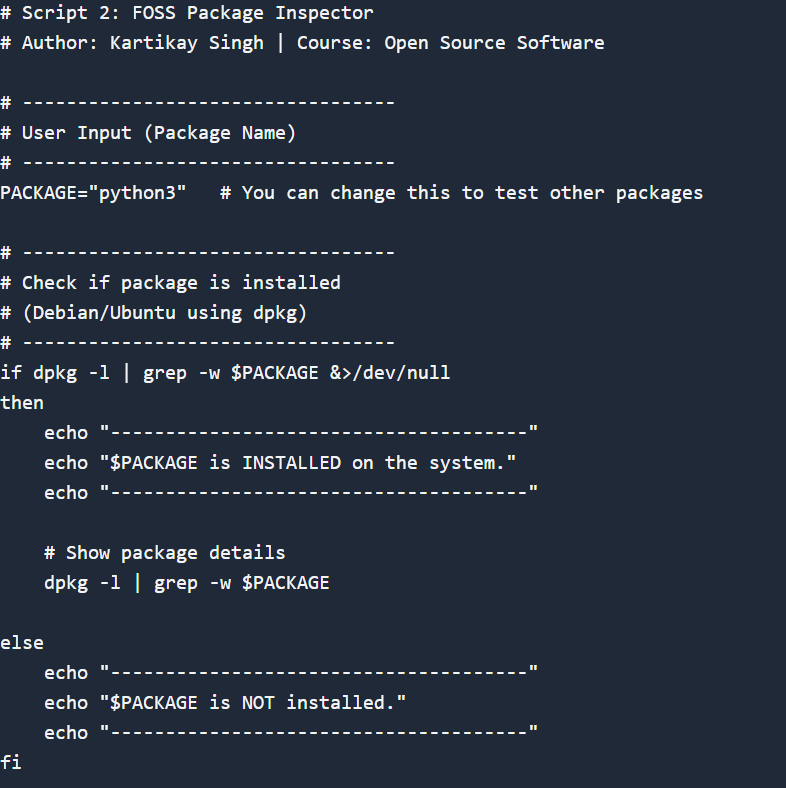 # Script 2: FOSS Package Inspector
# Author: Kartikay Singh | Course: Open Source Software
# ----------------------------------
# User Input (Package Name)
# ----------------------------------
PACKAGE="python3"   # You can change this to test other packages
# ----------------------------------
# Check if package is installed
# (Debian/Ubuntu using dpkg)
# ----------------------------------
if dpkg -l | grep -w $PACKAGE &>/dev/null
then
    echo "--------------------------------------"
    echo "$PACKAGE is INSTALLED on the system."
    echo "--------------------------------------"
    # Show package details
    dpkg -l | grep -w $PACKAGE
else
    echo "--------------------------------------"
    echo "$PACKAGE is NOT installed."
    echo "--------------------------------------"
fi